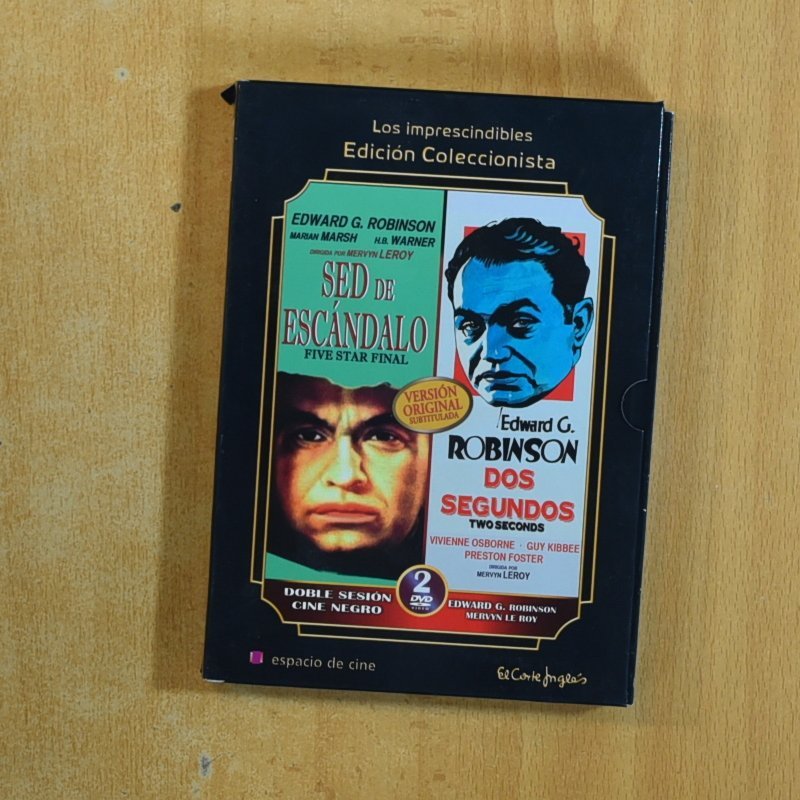 Los imprescindibles
Edición Coleccionista
EDWARD G. ROBINSON
MARIAN MARSH H.B. WARNER
DIRIGIDA POR MERVYN LEROY
SED DE
ESCÁNDALO
FIVE STAR FINAL
VERSIÓN
ORIGINAL
SUBTITULADA
Edward G.
ROBINSON
DOS
SEGUNDOS
TWO SECONDS
VIVIENNE OSBORNE · GUY KIBBEE
PRESTON FOSTER
DIRIGIDA POR
MERVYN LEROY
DOBLE SESIÓN
CINE NEGRO
2
DVD
VIDEO
EDWARD G. ROBINSON
MERVYN LE ROY
espacio de cine
El Corte Inglés